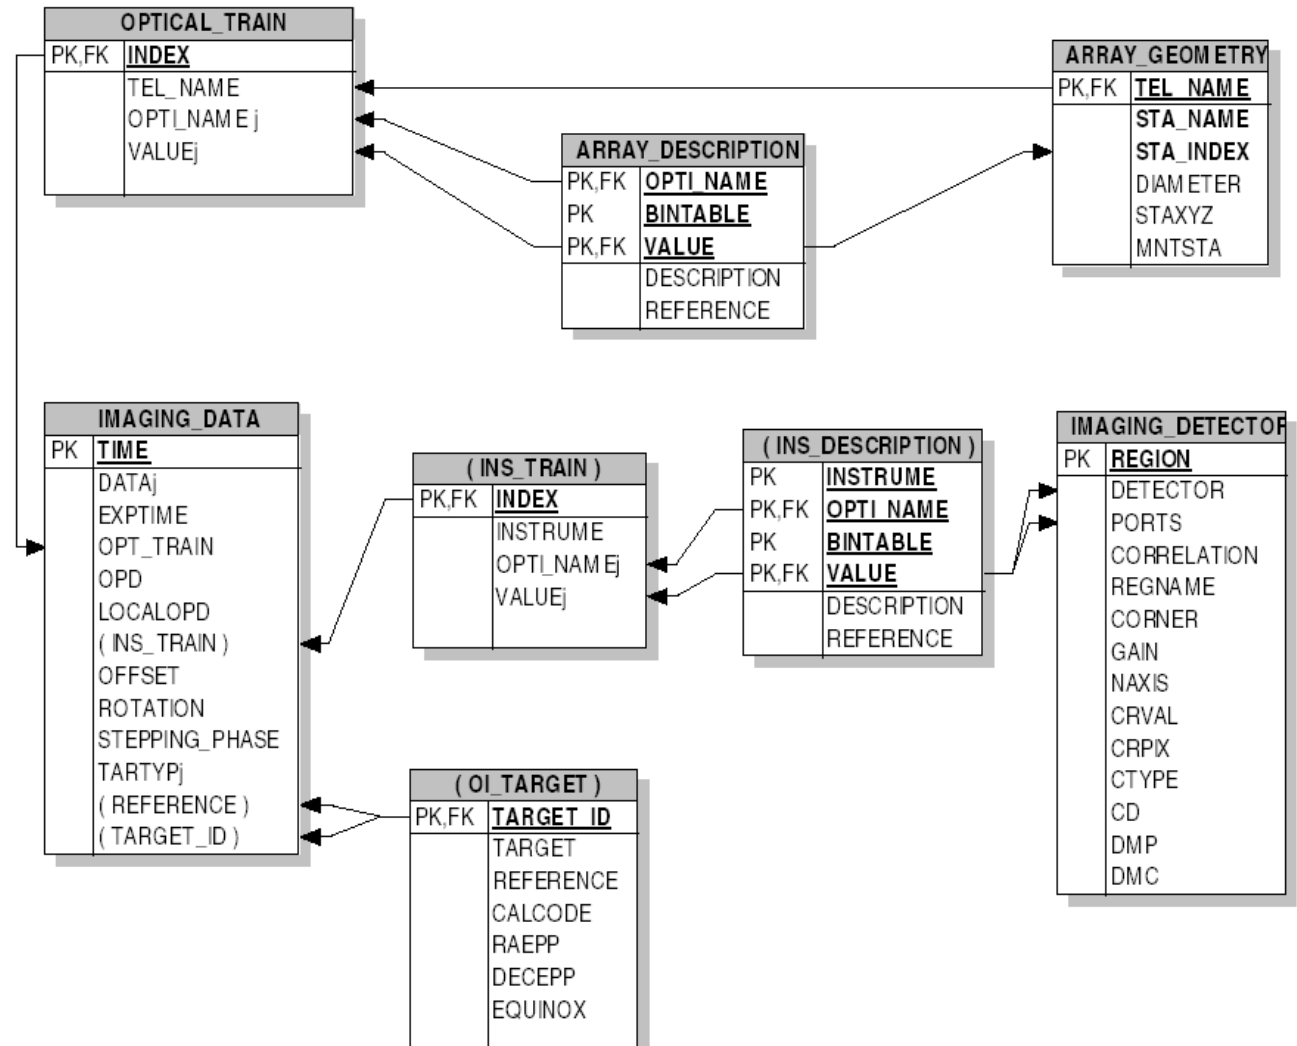 OPTICAL_TRAIN
PK,FK INDEX
TEL_NAME
OPTI_NAMEj
VALUEj
ARRAY_GEOMETRY
PK,FK TEL_NAME
STA_NAME
STA_INDEX
DIAMETER
STAXYZ
MNTSTA
ARRAY_DESCRIPTION
PK,FK OPTI_NAME
PK BINTABLE
PK,FK VALUE
DESCRIPTION
REFERENCE
IMAGING_DATA
PK TIME
DATAj
EXPTIME
OPT_TRAIN
OPD
LOCALOPD
( INS_TRAIN )
OFFSET
ROTATION
STEPPING_PHASE
TARTYPj
( REFERENCE )
( TARGET_ID )
( INS_TRAIN )
PK,FK INDEX
INSTRUME
OPTI_NAMEj
VALUEj
( INS_DESCRIPTION )
PK INSTRUME
PK,FK OPTI_NAME
PK BINTABLE
PK,FK VALUE
DESCRIPTION
REFERENCE
IMAGING_DETECTOR
PK REGION
DETECTOR
PORTS
CORRELATION
REGNAME
CORNER
GAIN
NAXIS
CRVAL
CRPIX
CTYPE
CD
DMP
DMC
( OI_TARGET )
PK,FK TARGET_ID
TARGET
REFERENCE
CALCODE
RAEPP
DECEPP
EQUINOX